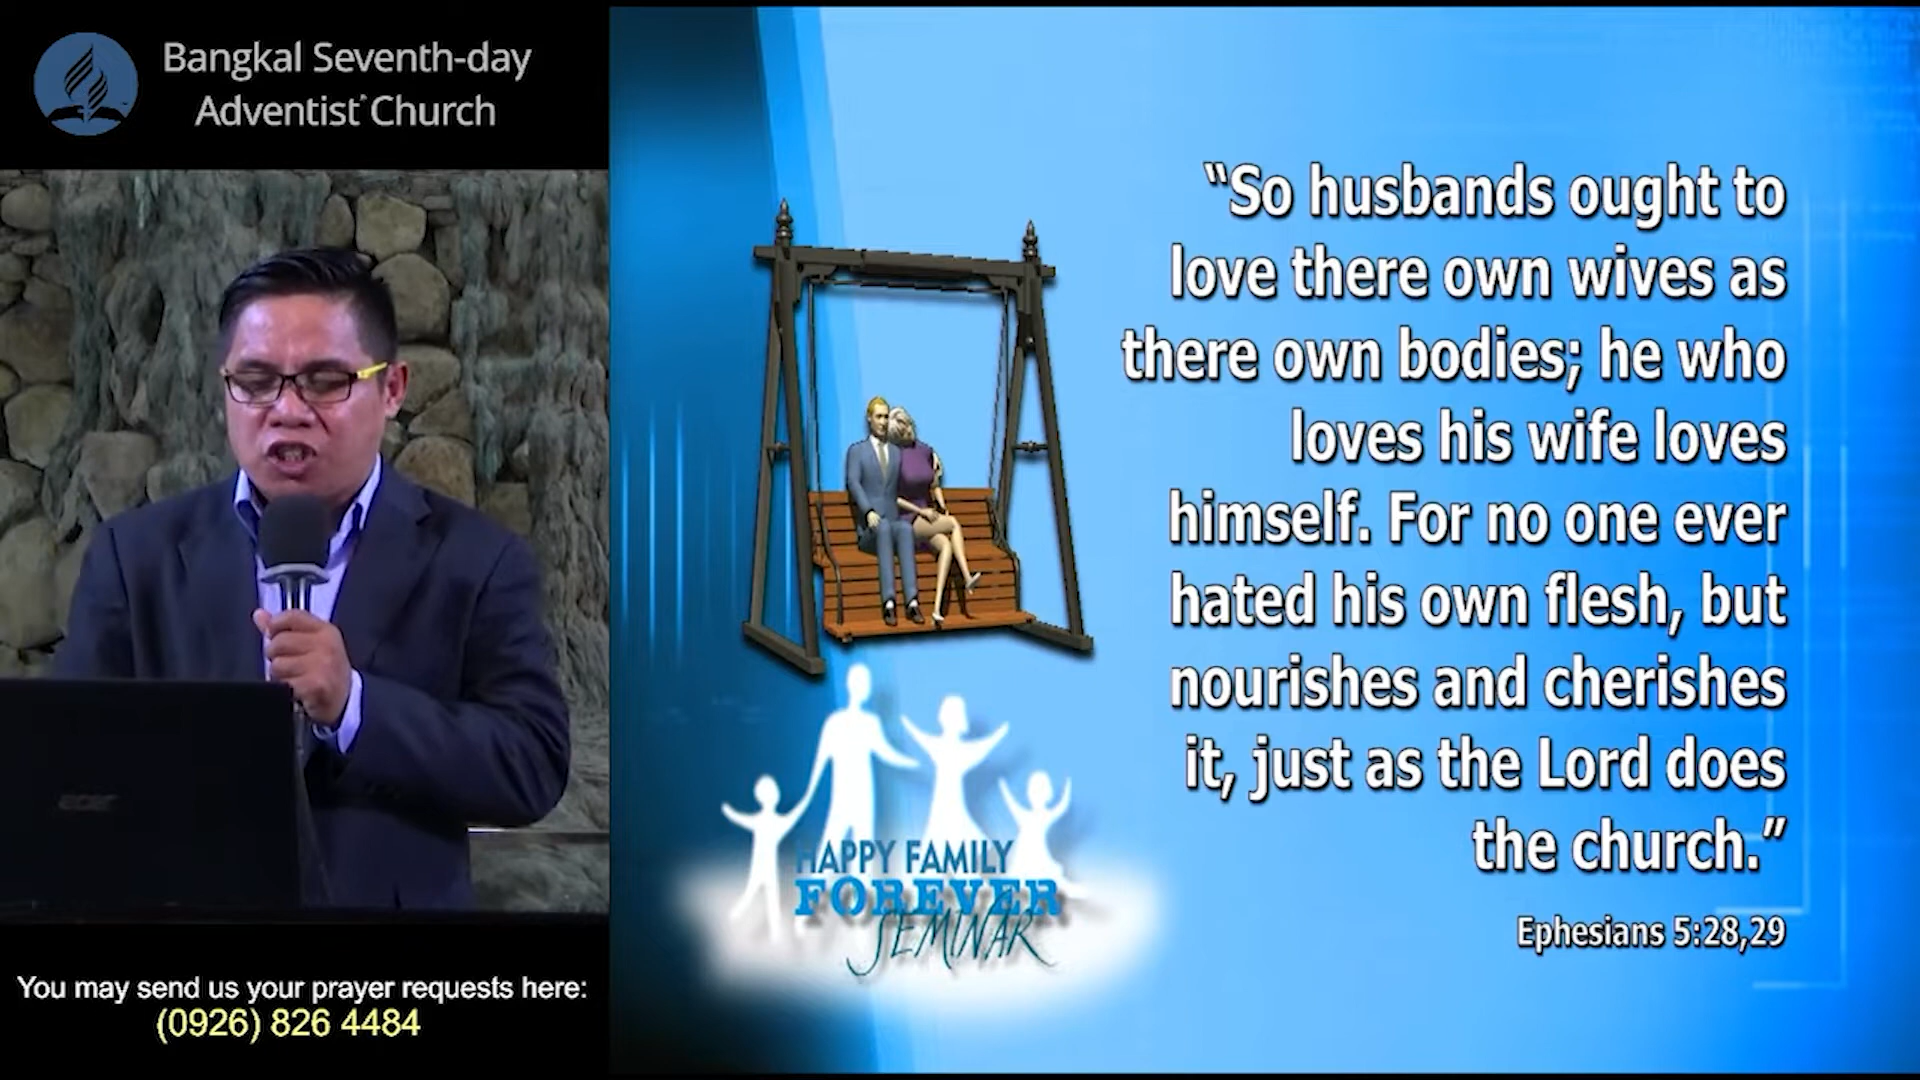 Bangkal Seventh-day
Adventist Church
“So husbands ought to
love there own wives as
there own bodies; he who
loves his wife loves
himself. For no one ever
hated his own flesh, but
nourishes and cherishes
it, just as the Lord does
the church.”
Ephesians 5:28,29
HAPPY FAMILY
FOREVER
SEMINAR
acer
You may send us your prayer requests here:
(0926) 826 4484